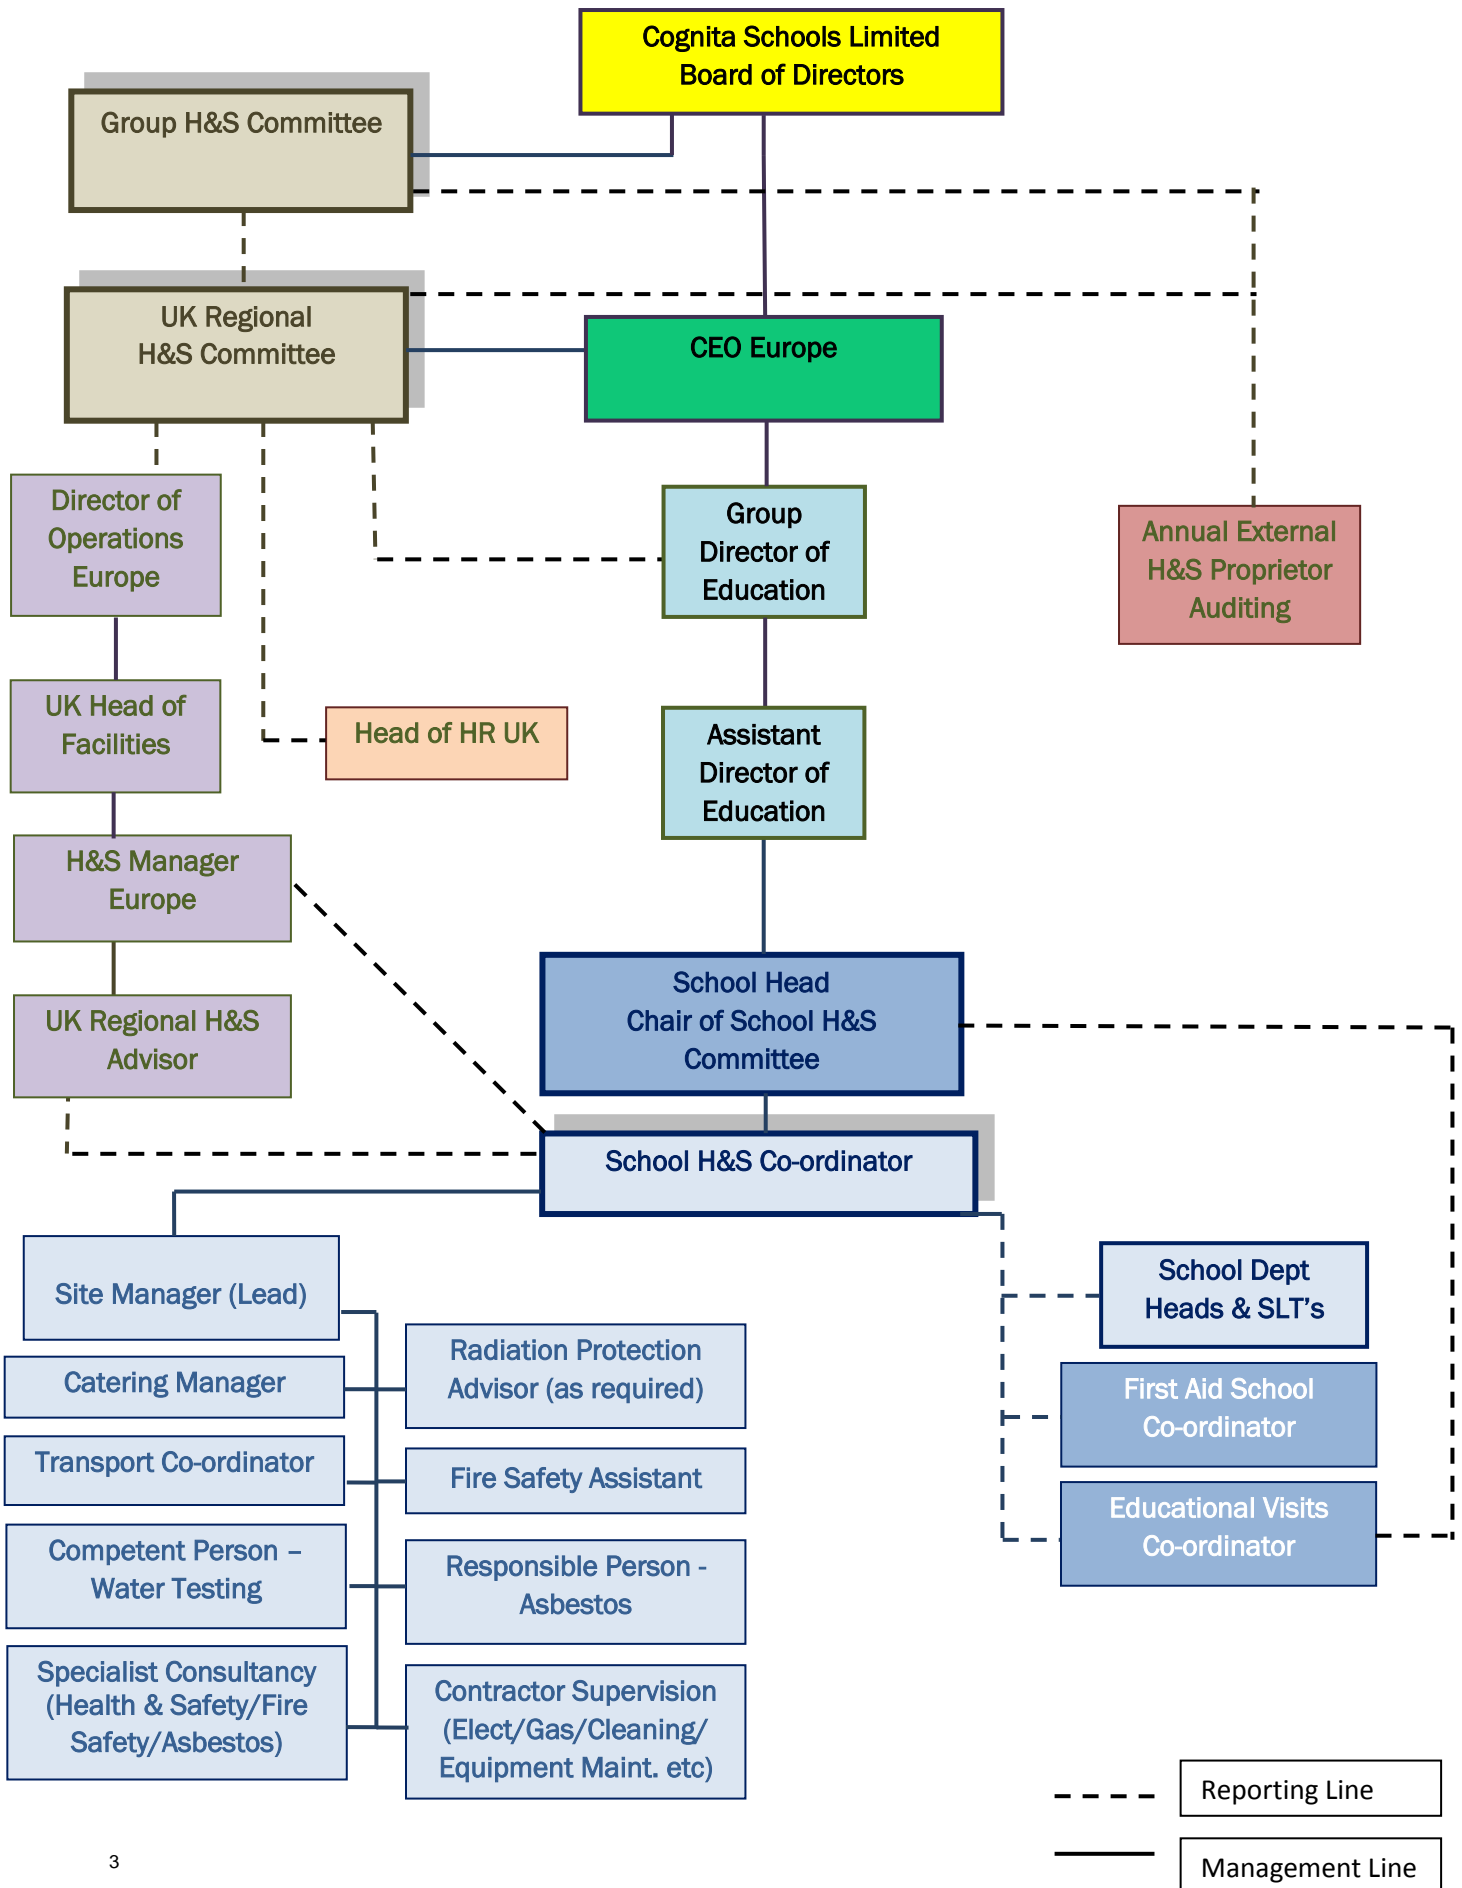 Cognita Schools Limited
Board of Directors
Group H&S Committee
UK Regional
H&S Committee
CEO Europe
Director of
Operations
Europe
Group
Director of
Education
Annual External
H&S Proprietor
Auditing
UK Head of
Facilities
Head of HR UK
Assistant
Director of
Education
H&S Manager
Europe
School Head
Chair of School H&S
Committee
UK Regional H&S
Advisor
School H&S Co-ordinator
Site Manager (Lead)
School Dept
Heads & SLT’s
Radiation Protection
Advisor (as required)
Catering Manager
First Aid School
Co-ordinator
Transport Co-ordinator
Fire Safety Assistant
Educational Visits
Co-ordinator
Competent Person –
Water Testing
Responsible Person -
Asbestos
Specialist Consultancy
(Health & Safety/Fire
Safety/Asbestos)
Contractor Supervision
(Elect/Gas/Cleaning/
Equipment Maint. etc)
Reporting Line
Management Line
3